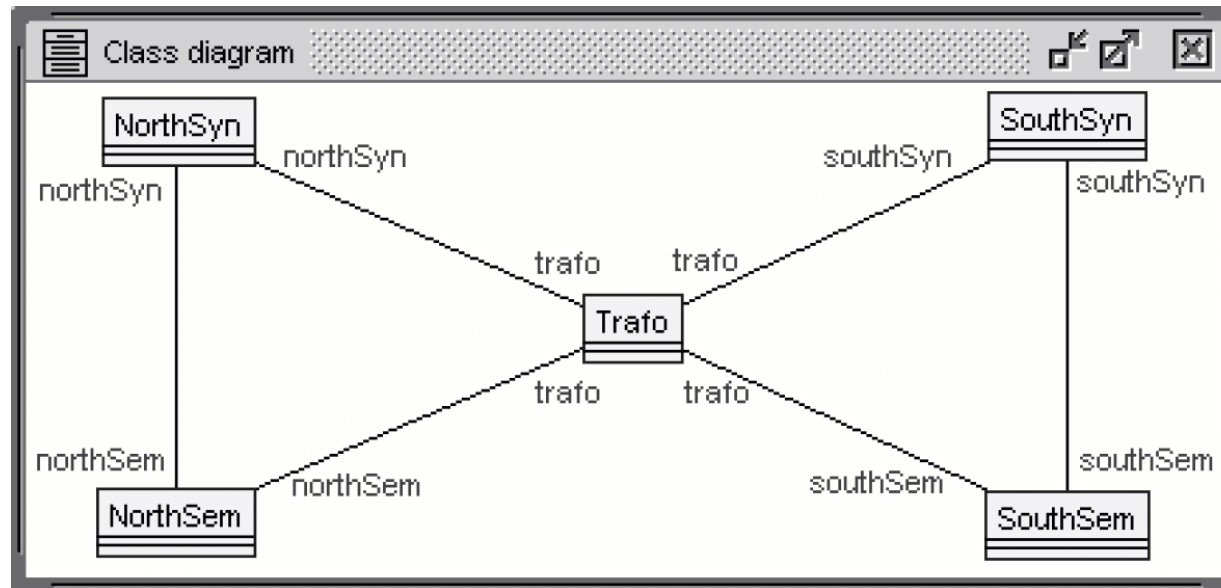 Class diagram
NorthSyn
SouthSyn
northSyn
southSyn
northSyn
southSyn
trafo
trafo
Trafo
trafo
trafo
northSem
southSem
northSem
southSem
NorthSem
SouthSem